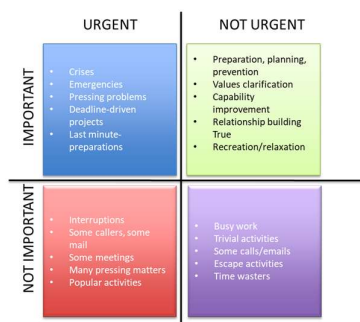 URGENT
NOT URGENT
IMPORTANT
• Crises
• Emergencies
• Pressing problems
• Deadline-driven
projects
• Last minute-
preparations
• Preparation, planning,
prevention
• Values clarification
• Capability
improvement
• Relationship building
True
• Recreation/relaxation
NOT IMPORTANT
• Interruptions
• Some callers, some
mail
• Some meetings
• Many pressing matters
• Popular activities
• Busy work
• Trivial activities
• Some calls/emails
• Escape activities
• Time wasters